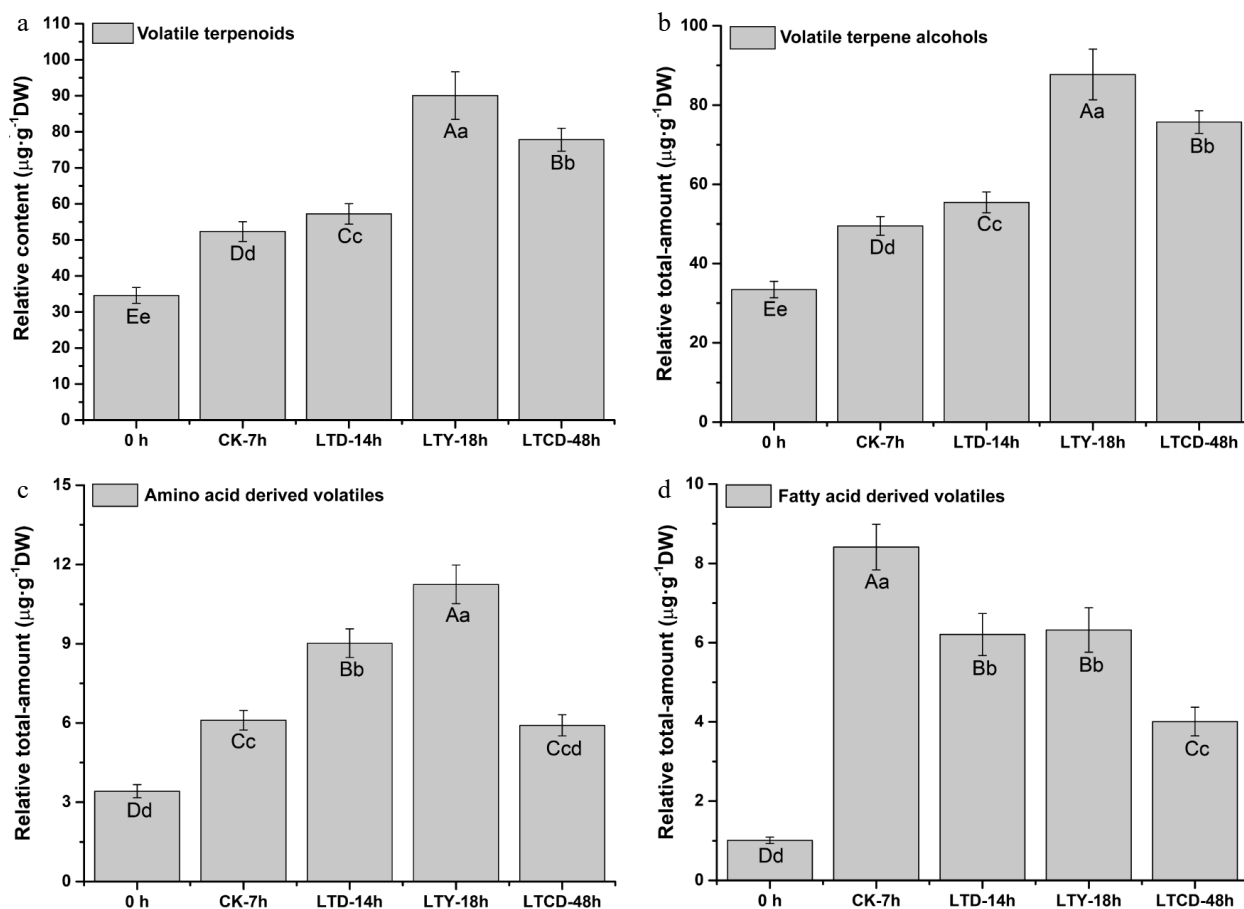 a
Volatile terpenoids
Relative content (μg·g⁻¹DW)
110
100
90
80
70
60
50
40
30
20
10
0
Ee
Dd
Cc
Aa
Bb
0 h
CK-7h
LTD-14h
LTY-18h
LTCD-48h
b
Volatile terpene alcohols
Relative total-amount (μg·g⁻¹DW)
100
80
60
40
20
0
Ee
Dd
Cc
Aa
Bb
0 h
CK-7h
LTD-14h
LTY-18h
LTCD-48h
c
Amino acid derived volatiles
Relative total-amount (μg·g⁻¹DW)
15
12
9
6
3
0
Dd
Cc
Bb
Aa
Ccd
0 h
CK-7h
LTD-14h
LTY-18h
LTCD-48h
d
Fatty acid derived volatiles
Relative total-amount (μg·g⁻¹DW)
10
8
6
4
2
0
Dd
Aa
Bb
Bb
Cc
0 h
CK-7h
LTD-14h
LTY-18h
LTCD-48h